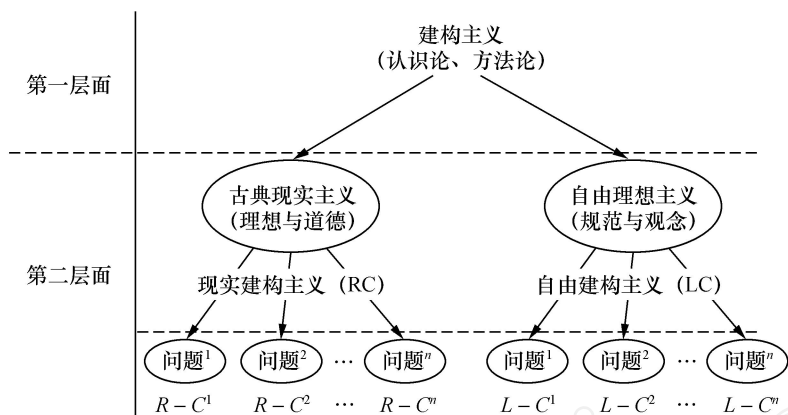 建构主义
(认识论、方法论)
第一层面
古典现实主义
(理想与道德)
自由理想主义
(规范与观念)
第二层面
现实建构主义（RC）
自由建构主义（LC）
问题¹ 问题² … 问题ⁿ 问题¹ 问题² … 问题ⁿ
R－C¹ R－C² … R－Cⁿ L－C¹ L－C² … L－Cⁿ